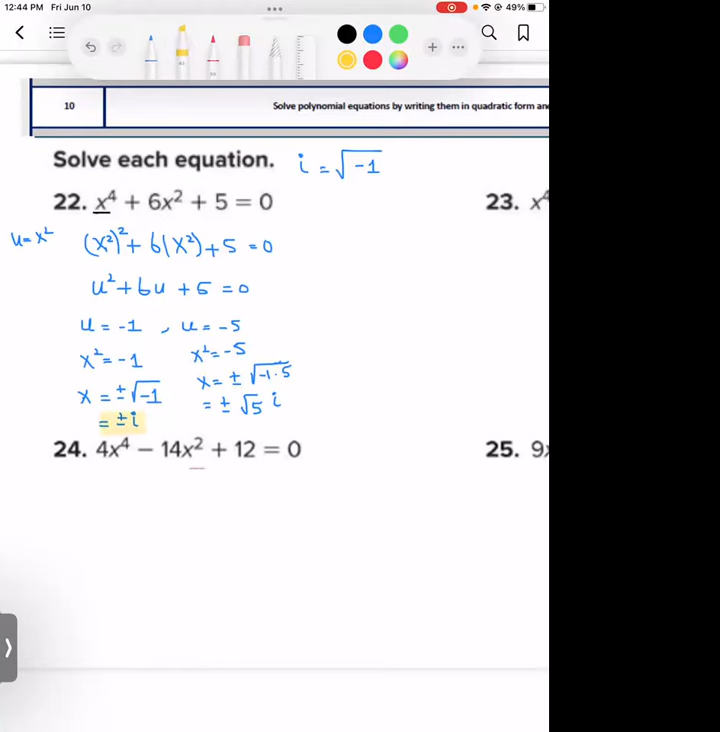 12:44 PM Fri Jun 10
49%
10
Solve polynomial equations by writing them in quadratic form an
Solve each equation. i = √-1
22. x⁴ + 6x² + 5 = 0
23. x⁴
u = x² (x²)² + 6(x²) + 5 = 0
u² + 6u + 5 = 0
u = -1 , u = -5
x² = -1 x² = -5
x = ±√-1 x = ±√-1·5
= ±i = ±√5 i
24. 4x⁴ − 14x² + 12 = 0
25. 9x